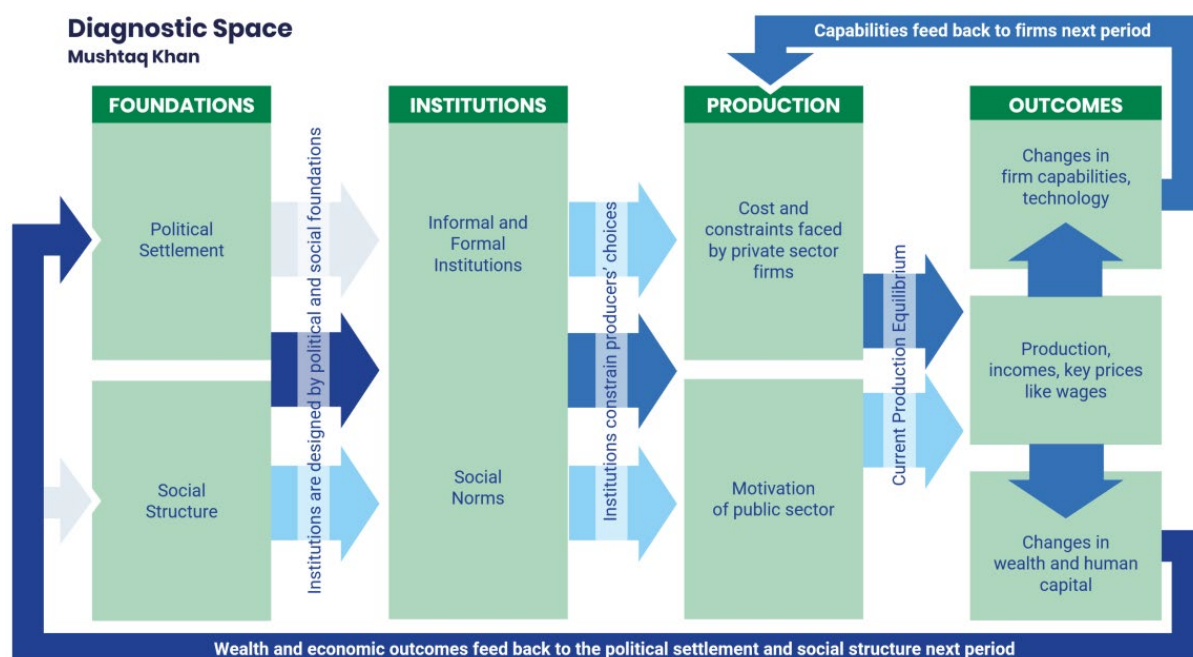 Diagnostic Space
Mushtaq Khan
Capabilities feed back to firms next period
FOUNDATIONS
Political
Settlement
Social
Structure
Institutions are designed by political and social foundations
INSTITUTIONS
Informal and
Formal
Institutions
Social
Norms
Institutions constrain producers' choices
PRODUCTION
Cost and
constraints faced
by private sector
firms
Motivation
of public sector
Current Production Equilibrium
OUTCOMES
Changes in
firm capabilities,
technology
Production,
incomes, key prices
like wages
Changes in
wealth and human
capital
Wealth and economic outcomes feed back to the political settlement and social structure next period